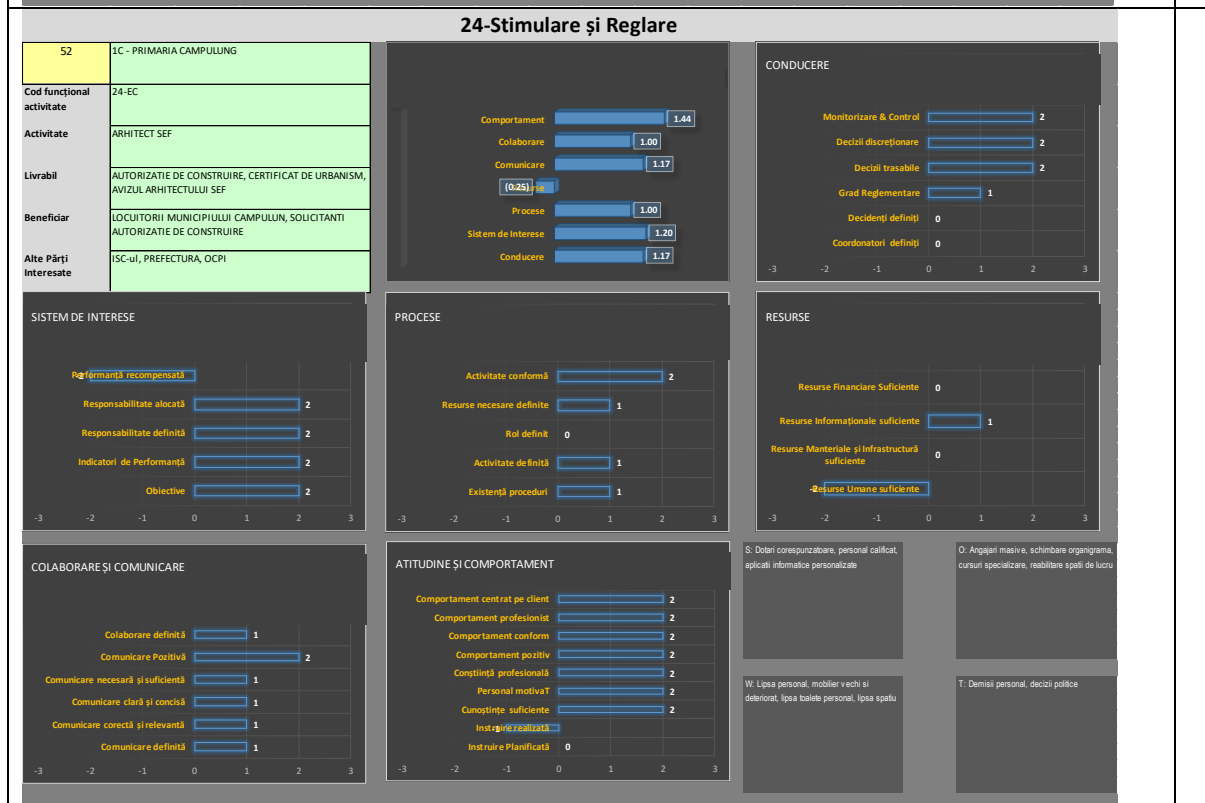 24-Stimulare și Reglare
52
1C - PRIMARIA CAMPULUNG
Cod funcțional
activitate
24-EC
Activitate
ARHITECT SEF
Livrabil
AUTORIZATIE DE CONSTRUIRE, CERTIFICAT DE URBANISM,
AVIZUL ARHITECTULUI SEF
Beneficiar
LOCUITORII MUNICIPIULUI CAMPULUN, SOLICITANTI
AUTORIZATIE DE CONSTRUIRE
Alte Părți
Interesate
ISC-ul, PREFECTURA, OCPI
Comportament 1.44
Colaborare 1.00
Comunicare 1.17
Resurse (0.25)
Procese 1.00
Sistem de Interese 1.20
Conducere 1.17
CONDUCERE
Monitorizare & Control 2
Decizii discreționare 2
Decizii trasabile 2
Grad Reglementare 1
Decidenți definiți 0
Coordonatori definiți 0
-3 -2 -1 0 1 2 3
SISTEM DE INTERESE
Performanță recompensată -2
Responsabilitate alocată 2
Responsabilitate definită 2
Indicatori de Performanță 2
Obiective 2
-3 -2 -1 0 1 2 3
PROCESE
Activitate conformă 2
Resurse necesare definite 1
Rol definit 0
Activitate definită 1
Existență proceduri 1
-3 -2 -1 0 1 2 3
RESURSE
Resurse Financiare Suficiente 0
Resurse Informaționale suficiente 1
Resurse Manteriale și Infrastructură
suficiente 0
Resurse Umane suficiente -2
-3 -2 -1 0 1 2 3
COLABORARE ȘI COMUNICARE
Colaborare definită 1
Comunicare Pozitivă 2
Comunicare necesară și suficientă 1
Comunicare clară și concisă 1
Comunicare corectă și relevantă 1
Comunicare definită 1
-3 -2 -1 0 1 2 3
ATITUDINE ȘI COMPORTAMENT
Comportament centrat pe client 2
Comportament profesionist 2
Comportament conform 2
Comportament pozitiv 2
Conștiință profesională 2
Personal motivaT 2
Cunoștințe suficiente 2
Instruire realizată -1
Instruire Planificată 0
-3 -2 -1 0 1 2 3
S: Dotari corespunzatoare, personal calificat,
aplicatii informatice personalizate
O: Angajari masive, schimbare organigrama,
cursuri specializare, reabilitare spatii de lucru
W: Lipsa personal, mobilier vechi si
deteriorat, lipsa toalete personal, lipsa spatiu
T: Demisii personal, decizii politice